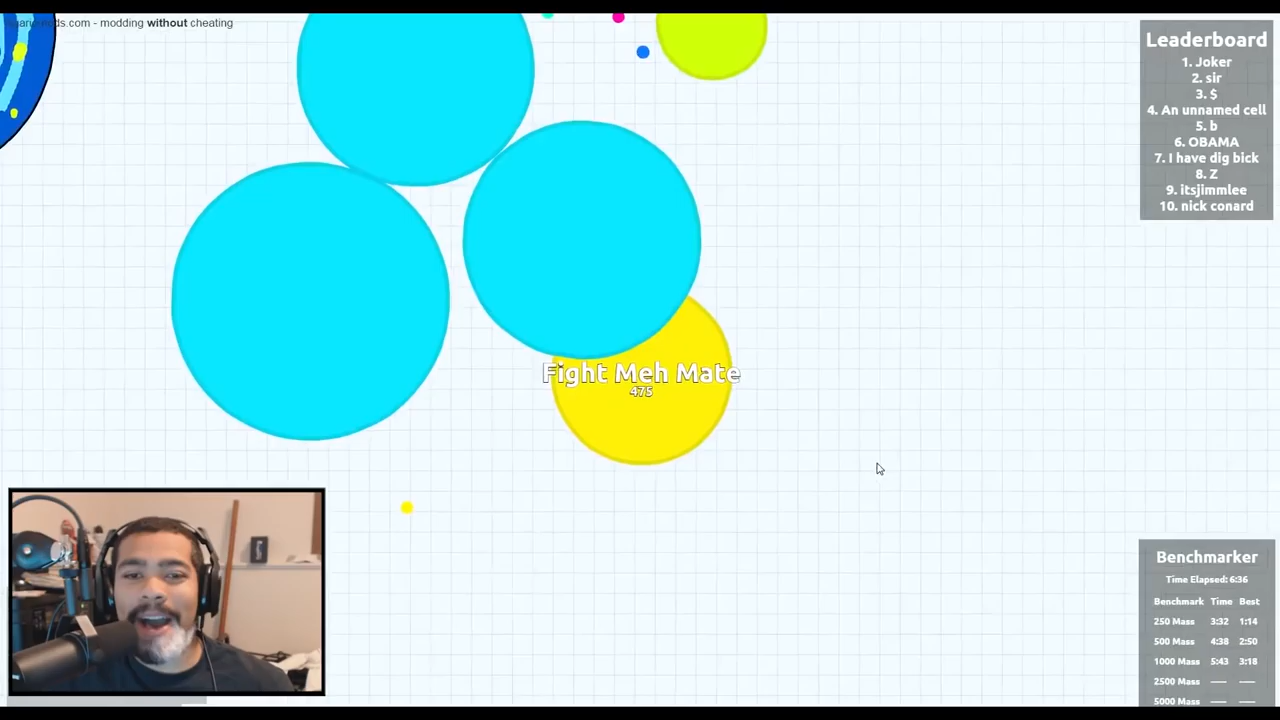 agariomods.com - modding without cheating
Leaderboard
1. Joker
2. sir
3. $
4. An unnamed cell
5. b
6. OBAMA
7. I have dig bick
8. Z
9. itsjimmlee
10. nick conard
Fight Meh Mate
475
Benchmarker
Time Elapsed: 6:36
Benchmark Time Best
250 Mass 3:32 1:14
500 Mass 4:38 2:50
1000 Mass 5:43 3:18
2500 Mass —— ——
5000 Mass —— ——